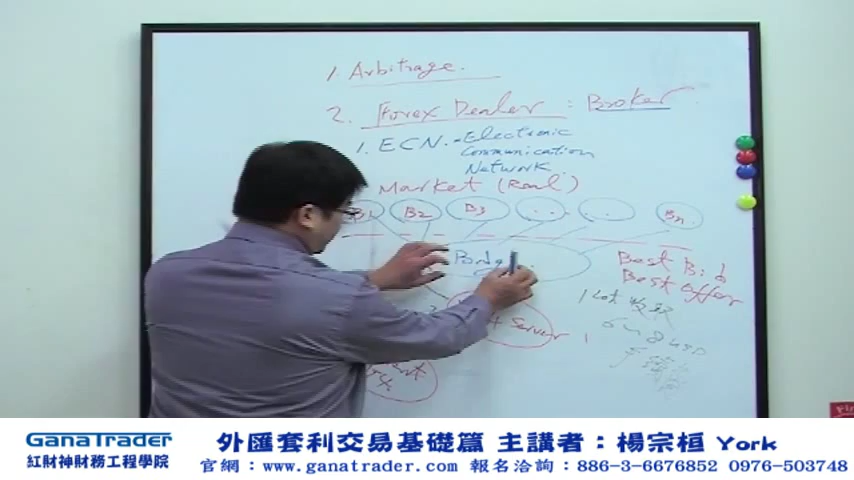 1. Arbitrage.
2. Forex Dealer : Broker
1. ECN. - Electronic
Communication
Network.
Market (Real)
B1 B2 B3 .. .. Bn
Best Bid
Best Offer
1 Lot 收取
Server
GanaTrader
紅財神財務工程學院
外匯套利交易基礎篇 主講者：楊宗桓 York
官網：www.ganatrader.com 報名洽詢：886-3-6676852 0976-503748